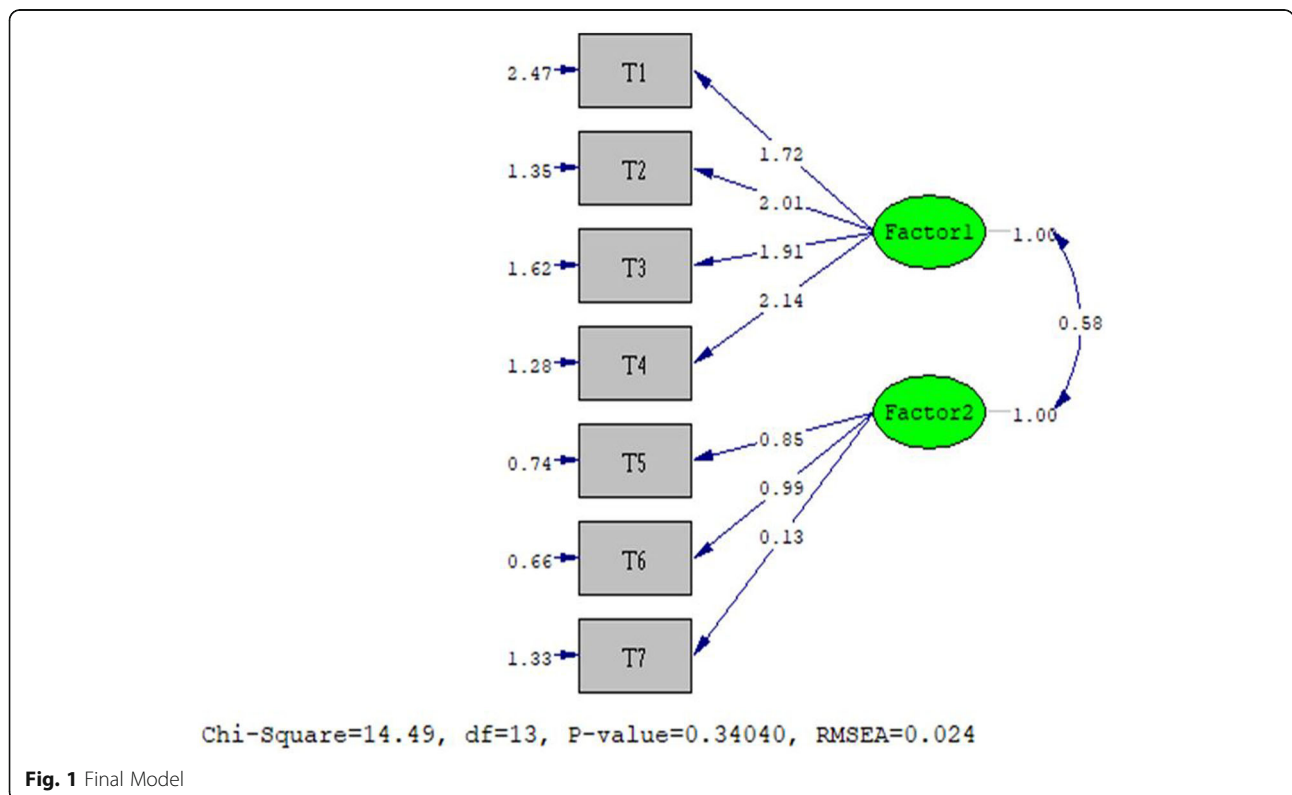 2.47 T1
1.72
1.35 T2
2.01
Factor1 1.00
1.62 T3
1.91
2.14
0.58
1.28 T4
Factor2 1.00
0.85
0.74 T5
0.99
0.13
0.66 T6
1.33 T7
Chi-Square=14.49, df=13, P-value=0.34040, RMSEA=0.024
Fig. 1 Final Model